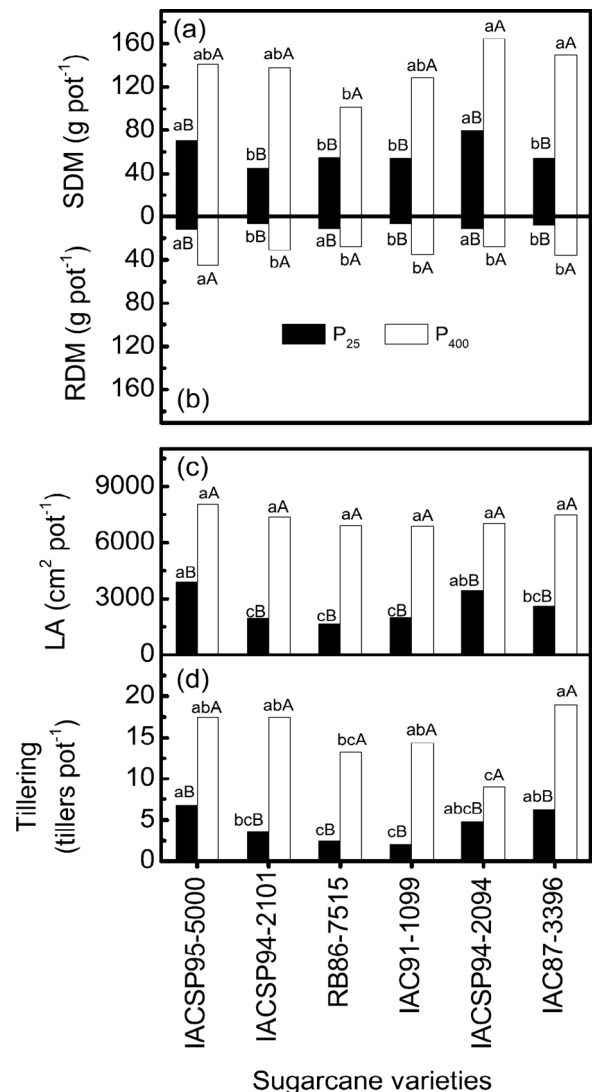 (a)
SDM (g pot⁻¹)
160
120
80
40
0
abA abA bA abA aA aA
aB bB bB bB aB bB
RDM (g pot⁻¹)
40
80
120
160
aB bB aB bB aB bB
aA bA bA bA bA bA
P₂₅ P₄₀₀
(b)
(c)
LA (cm² pot⁻¹)
9000
6000
3000
0
aA aA aA aA aA aA
aB cB cB cB abB bcB
(d)
Tillering
(tillers pot⁻¹)
20
15
10
5
0
abA abA bcA abA cA aA
aB bcB cB cB abcB abB
IACSP95-5000
IACSP94-2101
RB86-7515
IAC91-1099
IACSP94-2094
IAC87-3396
Sugarcane varieties